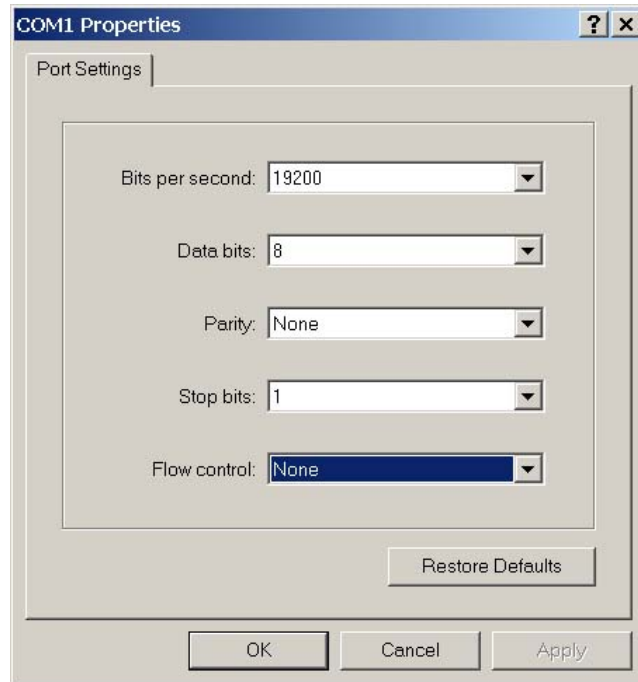 COM1 Properties
Port Settings
Bits per second: 19200
Data bits: 8
Parity: None
Stop bits: 1
Flow control: None
Restore Defaults
OK Cancel Apply